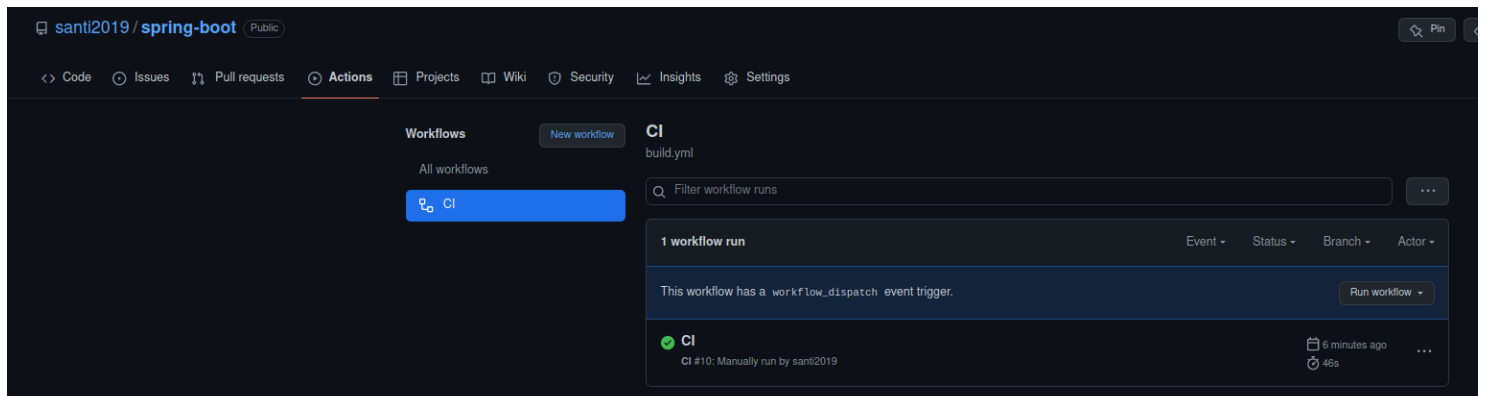 santi2019 / spring-boot Public
Pin
Code Issues Pull requests Actions Projects Wiki Security Insights Settings
Workflows
New workflow
All workflows
CI
CI
build.yml
Filter workflow runs
1 workflow run
Event Status Branch Actor
This workflow has a workflow_dispatch event trigger.
Run workflow
CI
CI #10: Manually run by santi2019
6 minutes ago
46s